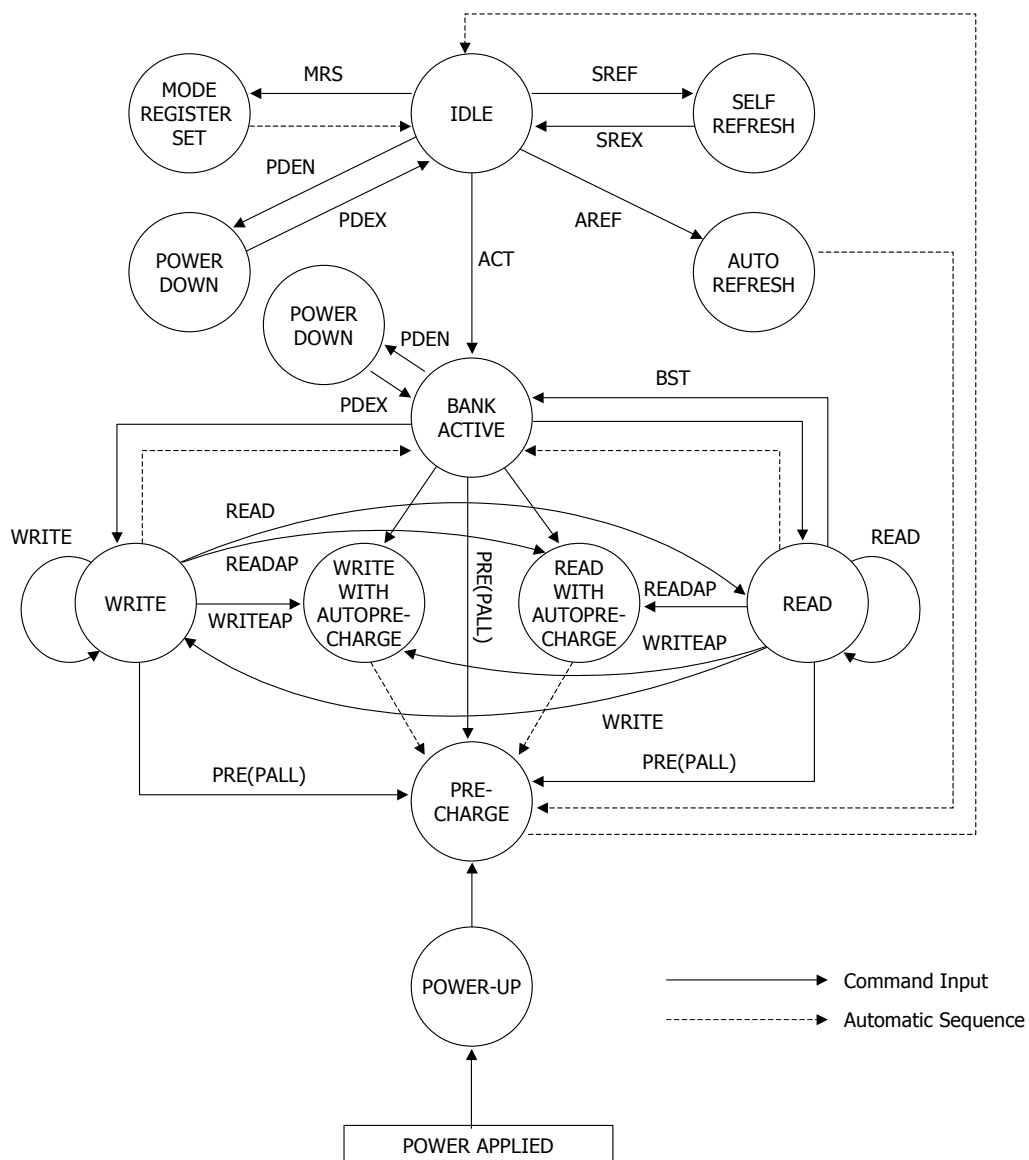 MRS
SREF
MODE
REGISTER
SET
IDLE
SELF
REFRESH
SREX
PDEN
PDEX
AREF
POWER
DOWN
ACT
AUTO
REFRESH
POWER
DOWN
PDEN
PDEX
BST
BANK
ACTIVE
WRITE
READ
READAP
WRITEAP
WRITE
WRITE
WITH
AUTOPRE-
CHARGE
PRE(PALL)
READ
WITH
AUTOPRE-
CHARGE
READAP
WRITEAP
READ
READ
WRITE
PRE(PALL)
PRE(PALL)
PRE-
CHARGE
POWER-UP
Command Input
Automatic Sequence
POWER APPLIED